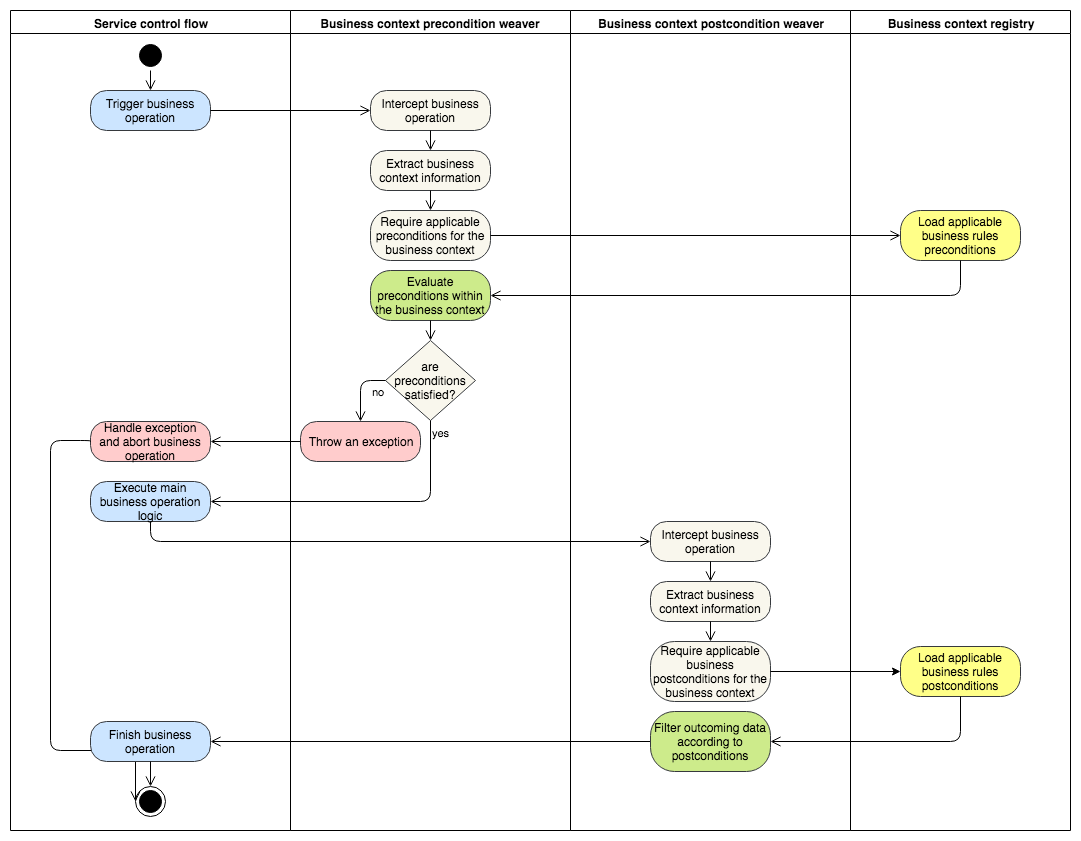 Service control flow
Business context precondition weaver
Business context postcondition weaver
Business context registry
Trigger business
operation
Intercept business
operation
Extract business
context information
Require applicable
preconditions for the
business context
Load applicable
business rules
preconditions
Evaluate
preconditions within
the business context
are
preconditions
satisfied?
no
yes
Handle exception
and abort business
operation
Throw an exception
Execute main
business operation
logic
Intercept business
operation
Extract business
context information
Require applicable
business
postconditions for the
business context
Load applicable
business rules
postconditions
Finish business
operation
Filter outcoming data
according to
postconditions